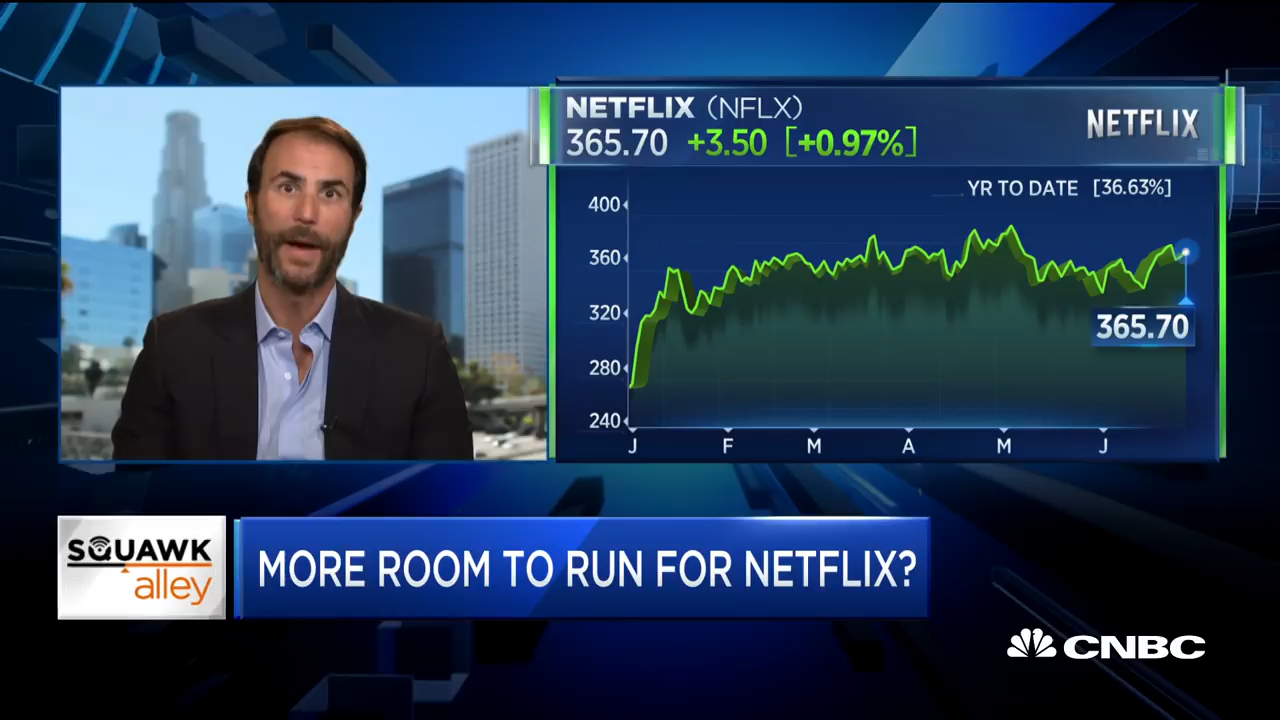 NETFLIX (NFLX)
365.70 +3.50 [+0.97%]
NETFLIX
YR TO DATE [36.63%]
400
360
320
280
240
J F M A M J
365.70
SQUAWK
alley
MORE ROOM TO RUN FOR NETFLIX?
CNBC